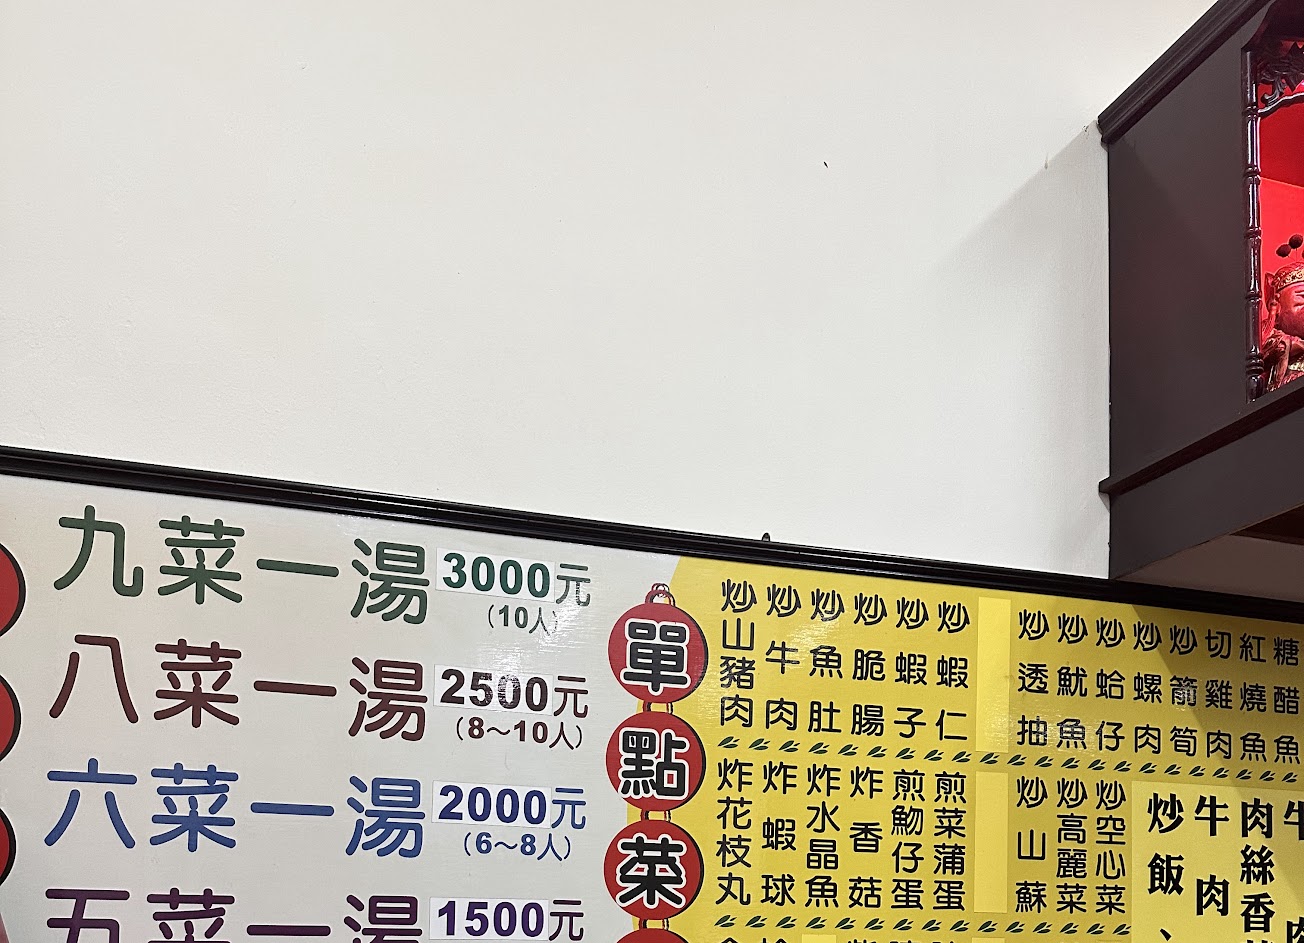 九菜一湯 3000元
(10人)
八菜一湯 2500元
(8～10人)
六菜一湯 2000元
(6～8人)
五菜一湯 1500元
單點菜
炒山豬肉
炒牛肉
炒魚肚
炒脆腸
炒蝦子
炒蝦仁
炒透抽
炒魷魚
炒蛤仔
炒螺肉
炒箭筍
切雞肉
紅燒魚
糖醋魚
炸花枝丸
炸蝦球
炸水晶魚
炸香菇
煎魩仔蛋
煎菜蒲蛋
炒山蘇
炒高麗菜
炒空心菜
炒飯、
牛肉
肉絲香